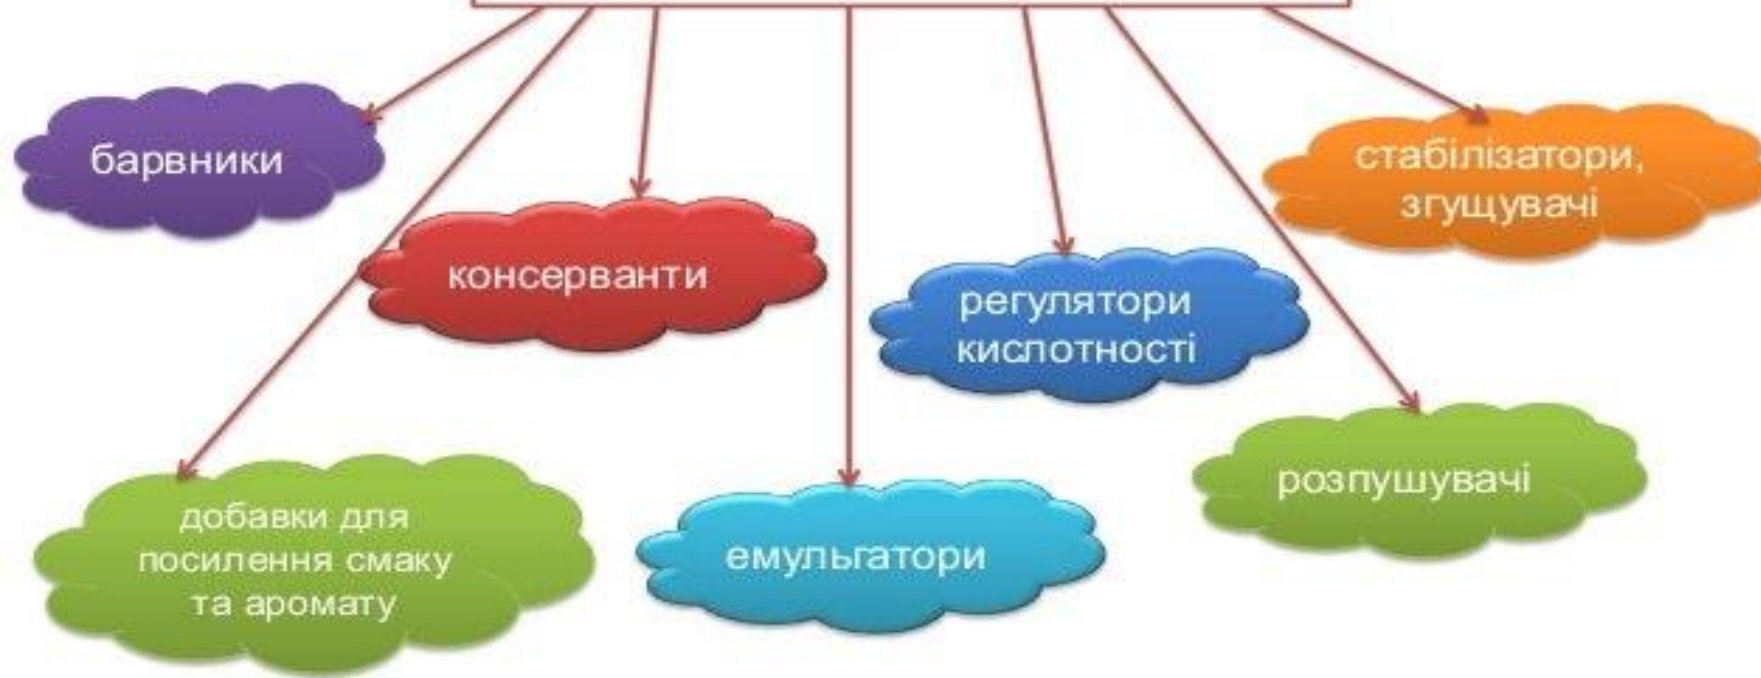 барвники
стабілізатори,
згущувачі
консерванти
регулятори
кислотності
розпушувачі
добавки для
посилення смаку
та аромату
емульгатори